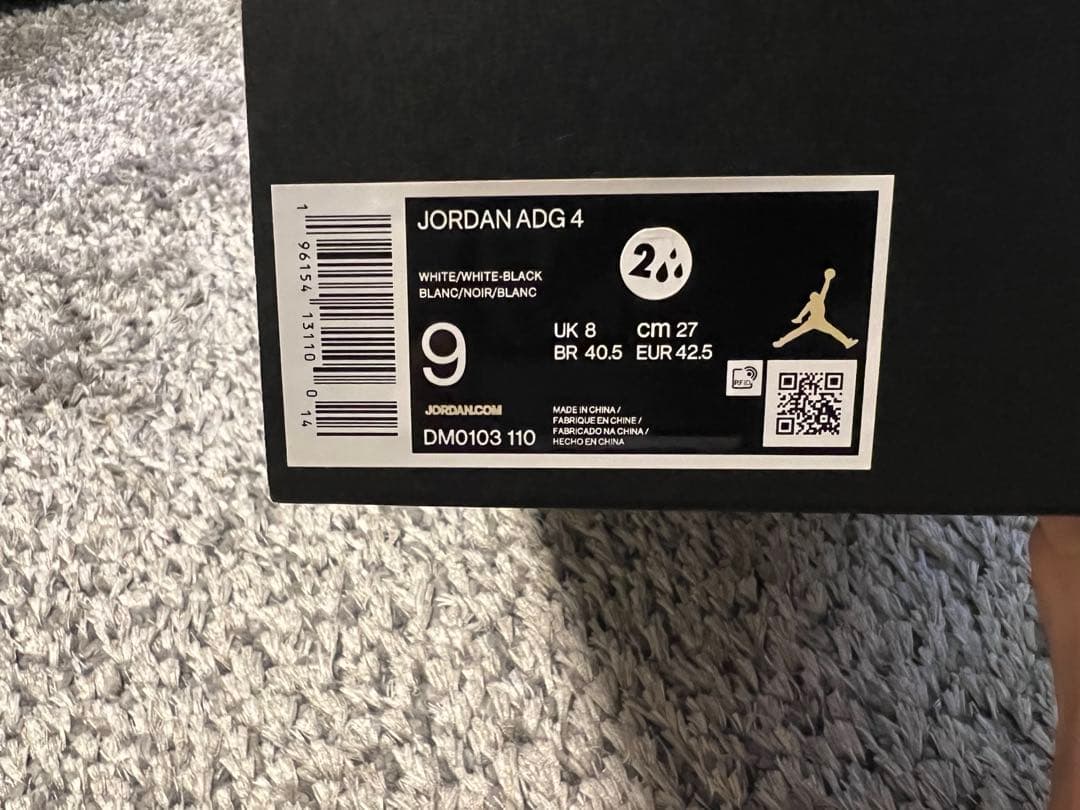 1 96154 13110 0 14
JORDAN ADG 4
2
WHITE/WHITE-BLACK
BLANC/NOIR/BLANC
9
UK 8 cm 27
BR 40.5 EUR 42.5
RFID
JORDAN.COM
DM0103 110
MADE IN CHINA /
FABRIQUE EN CHINE /
FABRICADO NA CHINA /
HECHO EN CHINA